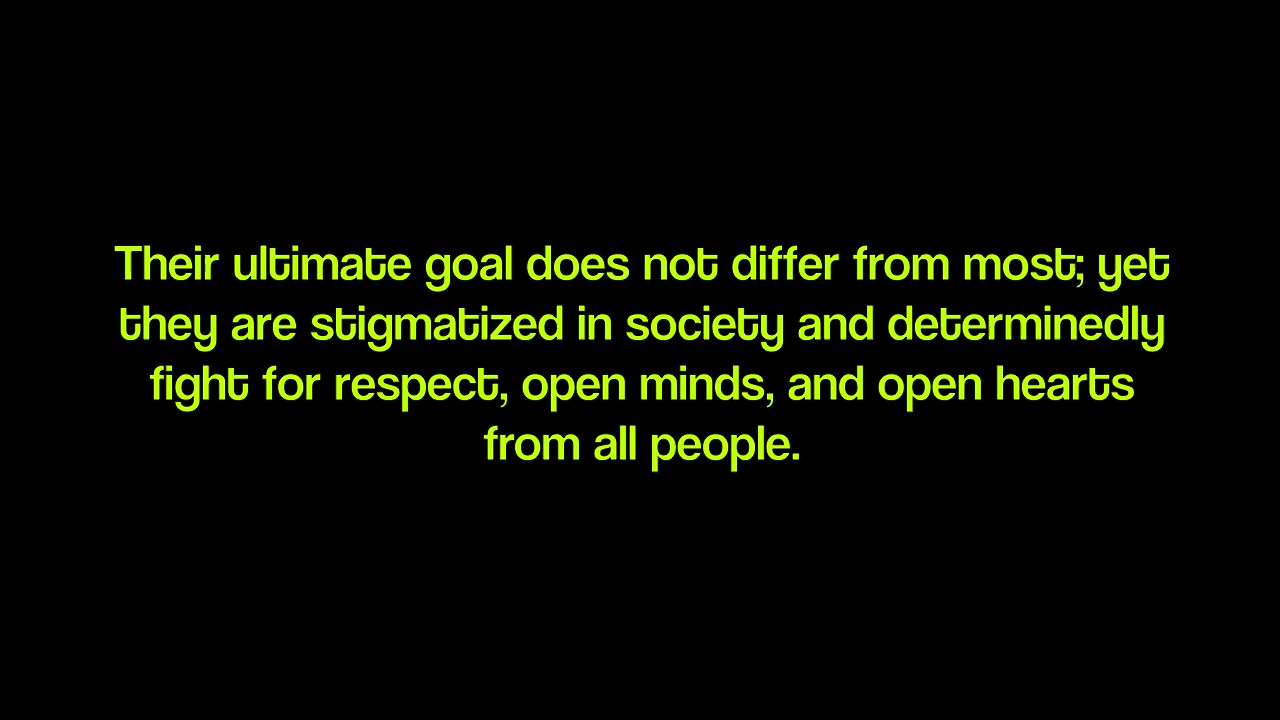 Their ultimate goal does not differ from most; yet
they are stigmatized in society and determinedly
fight for respect, open minds, and open hearts
from all people.